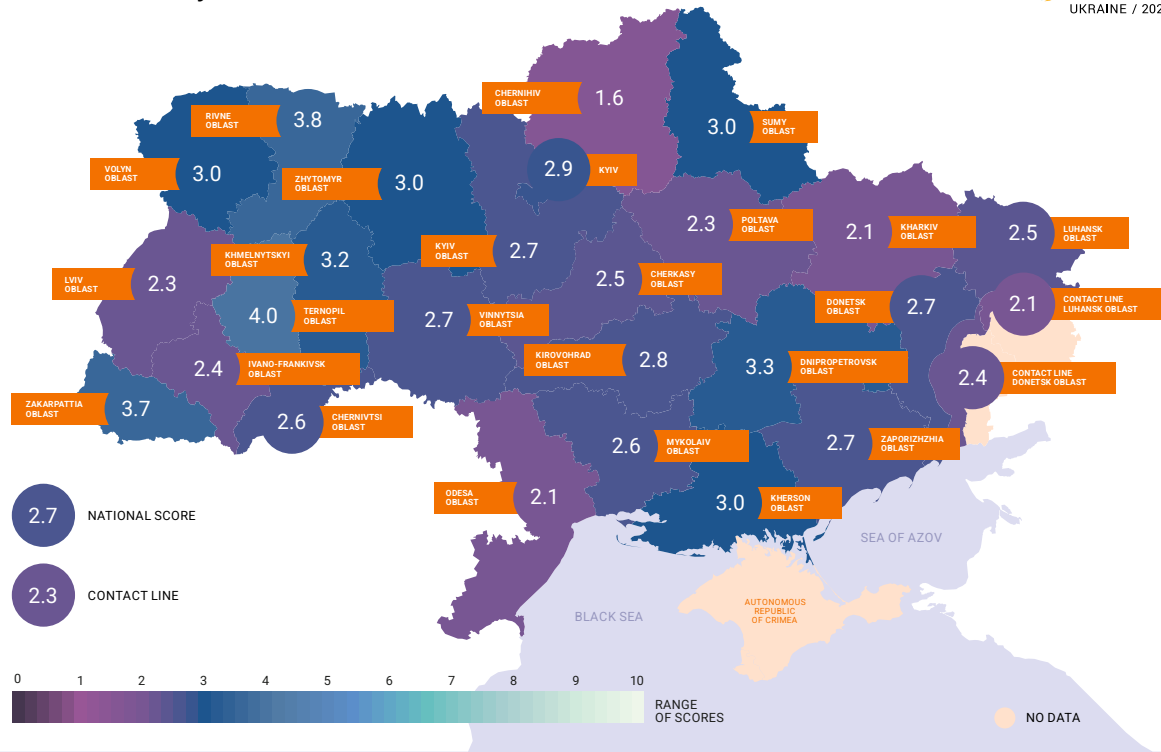 UKRAINE / 202
CHERNIHIV
OBLAST
1.6
RIVNE
OBLAST
3.8
3.0
SUMY
OBLAST
VOLYN
OBLAST
3.0
ZHYTOMYR
OBLAST
3.0
2.9
KYIV
2.3
POLTAVA
OBLAST
2.1
KHARKIV
OBLAST
2.5
LUHANSK
OBLAST
KHMELNYTSKYI
OBLAST
3.2
KYIV
OBLAST
2.7
LVIV
OBLAST
2.3
2.5
CHERKASY
OBLAST
DONETSK
OBLAST
2.7
2.1
CONTACT LINE
LUHANSK OBLAST
4.0
TERNOPIL
OBLAST
2.7
VINNYTSIA
OBLAST
2.4
IVANO-FRANKIVSK
OBLAST
KIROVOHRAD
OBLAST
2.8
3.3
DNIPROPETROVSK
OBLAST
2.4
CONTACT LINE
DONETSK OBLAST
ZAKARPATTIA
OBLAST
3.7
2.6
CHERNIVTSI
OBLAST
2.6
MYKOLAIV
OBLAST
2.7
ZAPORIZHZHIA
OBLAST
ODESA
OBLAST
2.1
3.0
KHERSON
OBLAST
2.7
NATIONAL SCORE
SEA OF AZOV
2.3
CONTACT LINE
BLACK SEA
AUTONOMOUS
REPUBLIC
OF CRIMEA
0 1 2 3 4 5 6 7 8 9 10
RANGE
OF SCORES
NO DATA